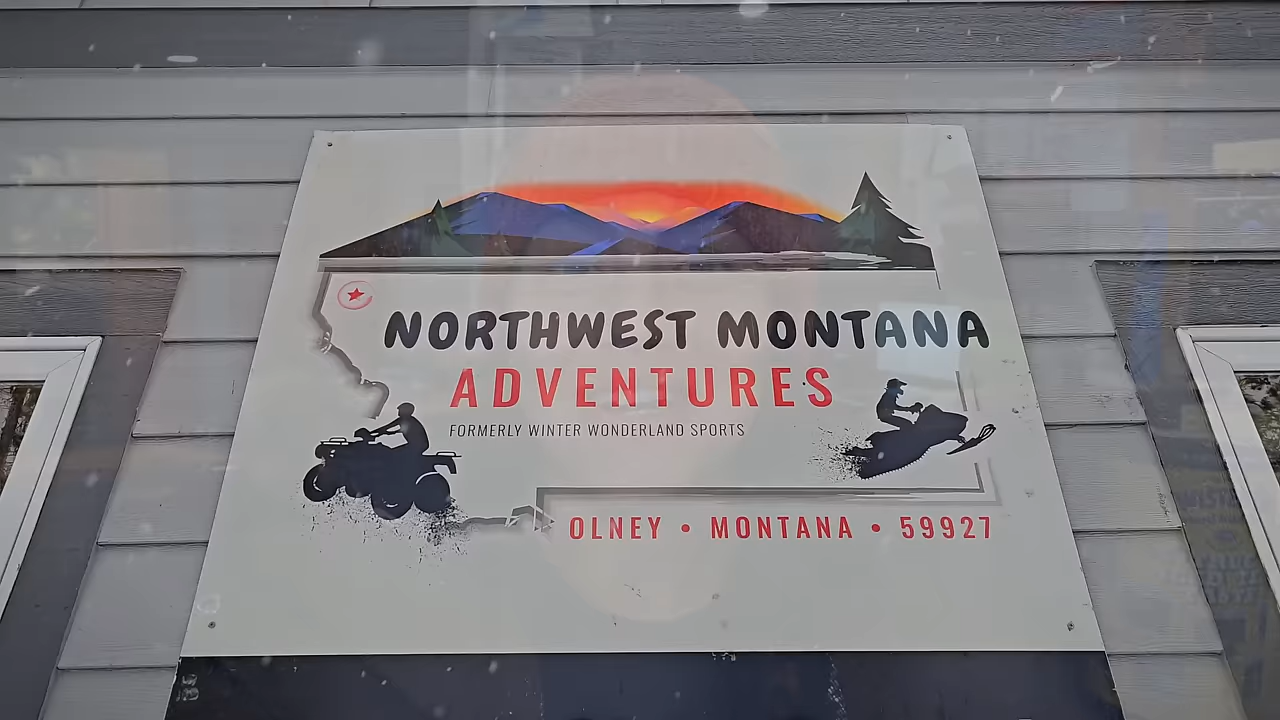 NORTHWEST MONTANA
ADVENTURES
FORMERLY WINTER WONDERLAND SPORTS
OLNEY • MONTANA • 59927